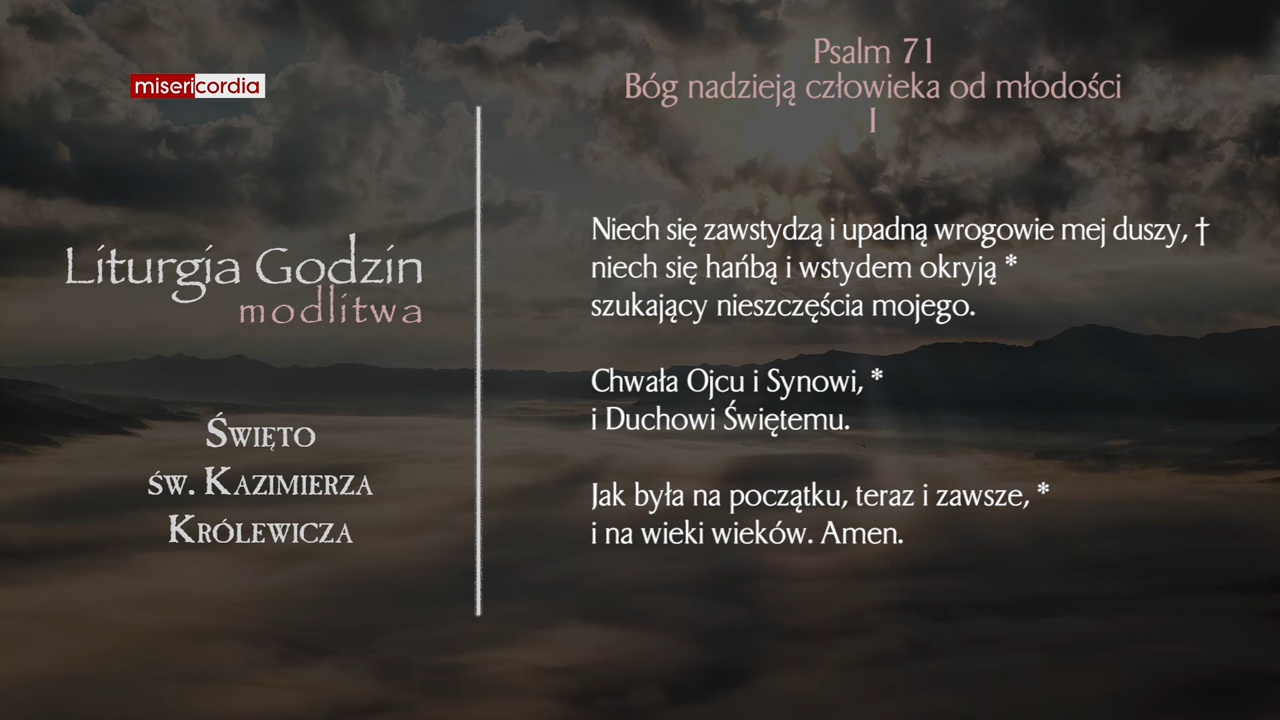 misericordia
Liturgia Godzin
modlitwa
Święto
św. Kazimierza
Królewicza
Psalm 71
Bóg nadzieją człowieka od młodości
I
Niech się zawstydzą i upadną wrogowie mej duszy, †
niech się hańbą i wstydem okryją *
szukający nieszczęścia mojego.
Chwała Ojcu i Synowi, *
i Duchowi Świętemu.
Jak była na początku, teraz i zawsze, *
i na wieki wieków. Amen.